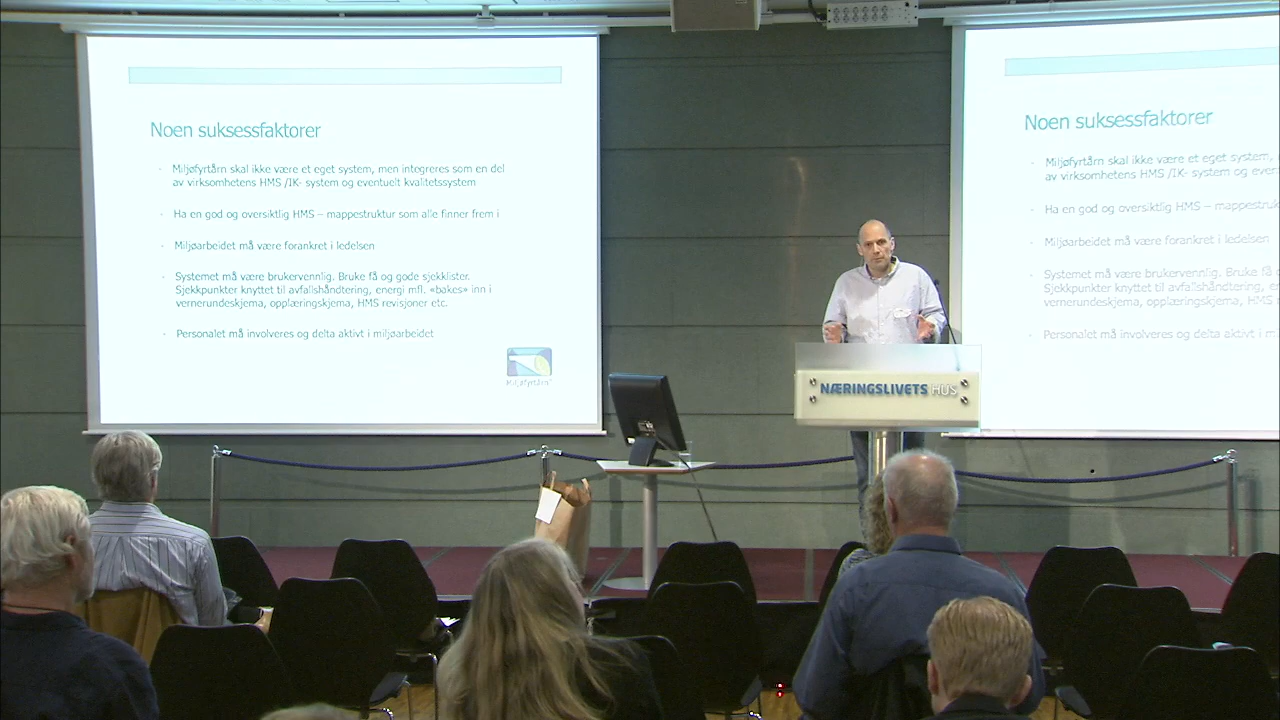 Noen suksessfaktorer
Miljøfyrtårn skal ikke være et eget system, men integreres som en del
av virksomhetens HMS /IK- system og eventuelt kvalitetssystem
Ha en god og oversiktlig HMS – mappestruktur som alle finner frem i
Miljøarbeidet må være forankret i ledelsen
Systemet må være brukervennlig. Bruke få og gode sjekklister.
Sjekkpunkter knyttet til avfallshåndtering, energi mfl. «bakes» inn i
vernerundeskjema, opplæringskjema, HMS revisjoner etc.
Personalet må involveres og delta aktivt i miljøarbeidet
Miljøfyrtårn
NÆRINGSLIVETS HUS
Noen suksessfaktorer
Miljøfyrtårn skal ikke være et eget system,
av virksomhetens HMS /IK- system og even
Ha en god og oversiktlig HMS – mappestruk
Miljøarbeidet må være forankret i ledelsen
Systemet må være brukervennlig. Bruke få o
Sjekkpunkter knyttet til avfallshåndtering, en
vernerundeskjema, opplæringskjema, HMS
Personalet må involveres og delta aktivt i m